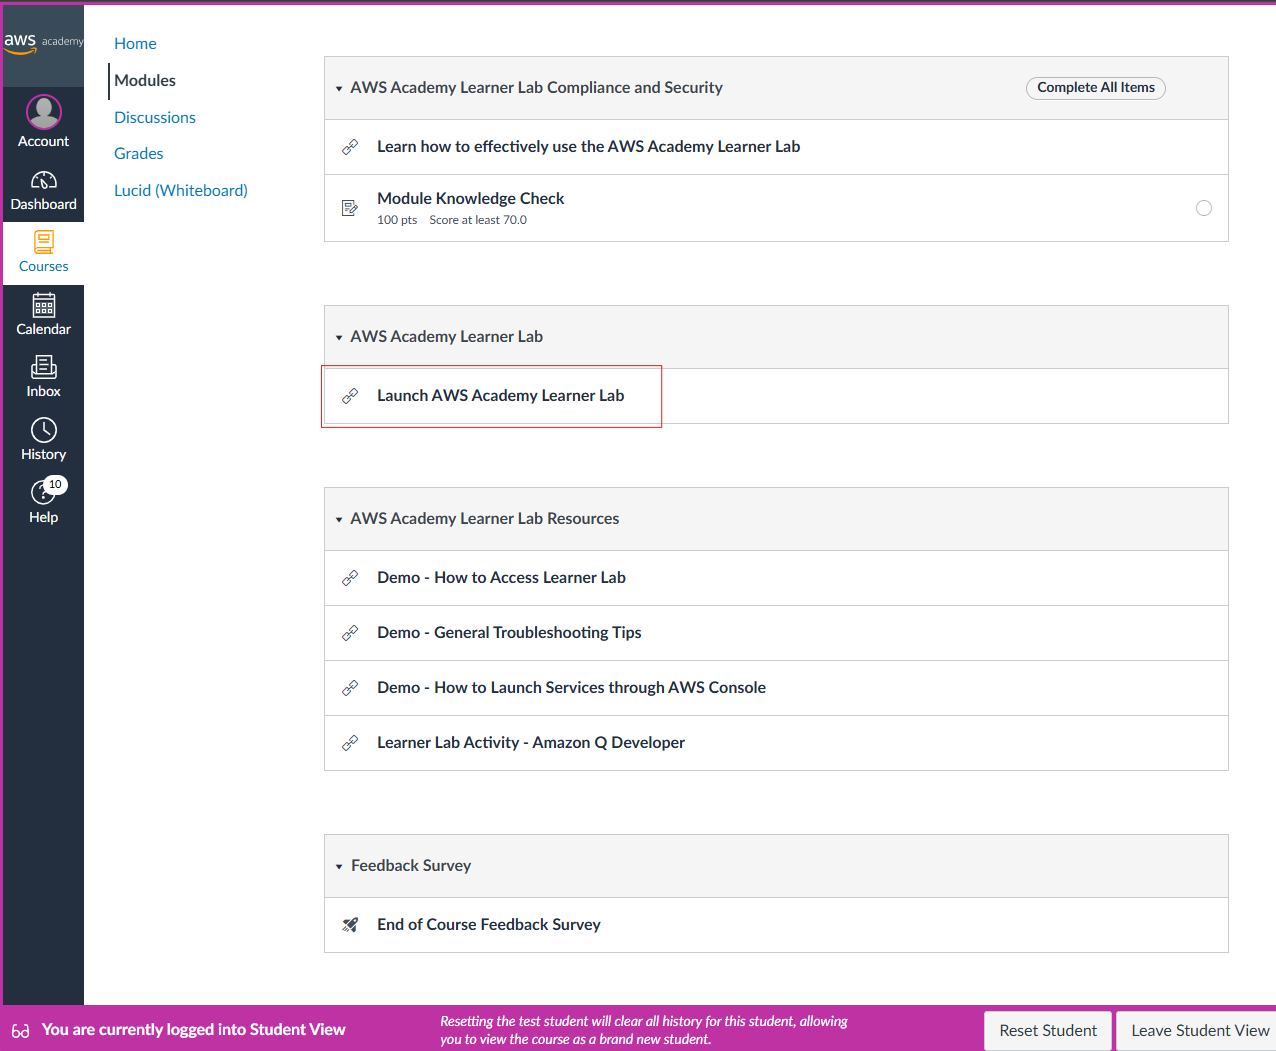 aws academy
Account
Dashboard
Courses
Calendar
Inbox
History
10
Help
Home
Modules
Discussions
Grades
Lucid (Whiteboard)
AWS Academy Learner Lab Compliance and Security
Complete All Items
Learn how to effectively use the AWS Academy Learner Lab
Module Knowledge Check
100 pts Score at least 70.0
AWS Academy Learner Lab
Launch AWS Academy Learner Lab
AWS Academy Learner Lab Resources
Demo - How to Access Learner Lab
Demo - General Troubleshooting Tips
Demo - How to Launch Services through AWS Console
Learner Lab Activity - Amazon Q Developer
Feedback Survey
End of Course Feedback Survey
You are currently logged into Student View
Resetting the test student will clear all history for this student, allowing
you to view the course as a brand new student.
Reset Student
Leave Student View